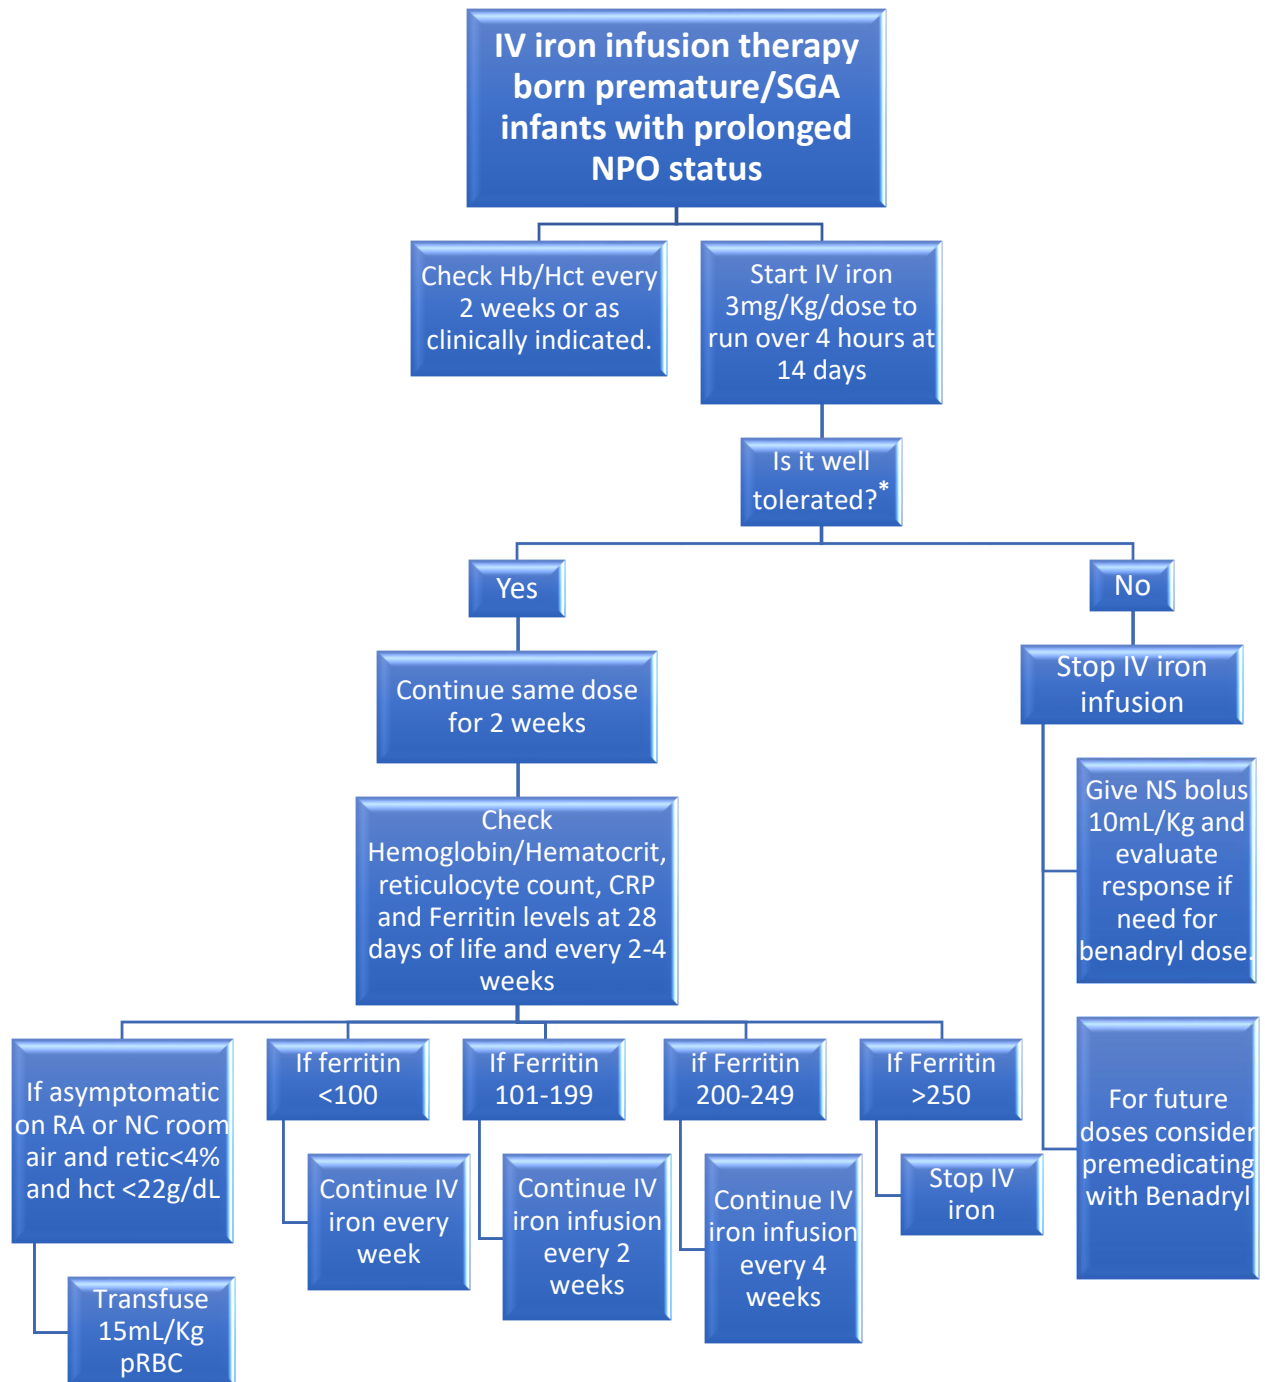 IV iron infusion therapy
born premature/SGA
infants with prolonged
NPO status
Check Hb/Hct every
2 weeks or as
clinically indicated.
Start IV iron
3mg/Kg/dose to
run over 4 hours at
14 days
Is it well
tolerated?*
Yes
No
Continue same dose
for 2 weeks
Stop IV iron
infusion
Check
Hemoglobin/Hematocrit,
reticulocyte count, CRP
and Ferritin levels at 28
days of life and every 2-4
weeks
Give NS bolus
10mL/Kg and
evaluate
response if
need for
benadryl dose.
For future
doses consider
premedicating
with Benadryl
If asymptomatic
on RA or NC room
air and retic<4%
and hct <22g/dL
Transfuse
15mL/Kg
pRBC
If ferritin
<100
Continue IV
iron every
week
If Ferritin
101-199
Continue IV
iron infusion
every 2
weeks
if Ferritin
200-249
Continue IV
iron infusion
every 4
weeks
If Ferritin
>250
Stop IV
iron